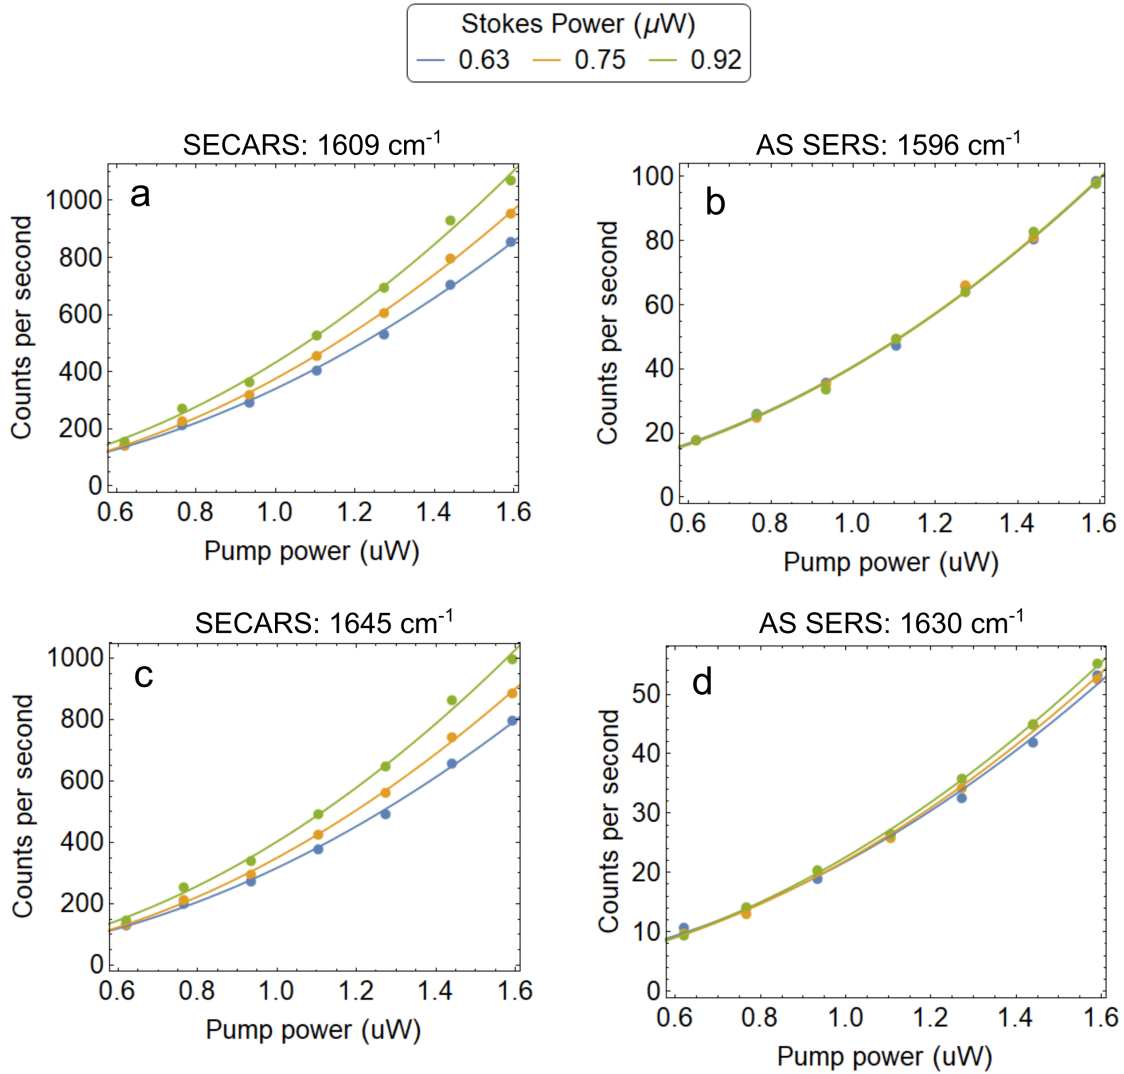 Stokes Power (μW)
0.63 0.75 0.92
SECARS: 1609 cm-1
a
Counts per second
1000
800
600
400
200
0
0.6 0.8 1.0 1.2 1.4 1.6
Pump power (uW)
AS SERS: 1596 cm-1
b
Counts per second
100
80
60
40
20
0
0.6 0.8 1.0 1.2 1.4 1.6
Pump power (uW)
SECARS: 1645 cm-1
c
Counts per second
1000
800
600
400
200
0
0.6 0.8 1.0 1.2 1.4 1.6
Pump power (uW)
AS SERS: 1630 cm-1
d
Counts per second
50
40
30
20
10
0
0.6 0.8 1.0 1.2 1.4 1.6
Pump power (uW)